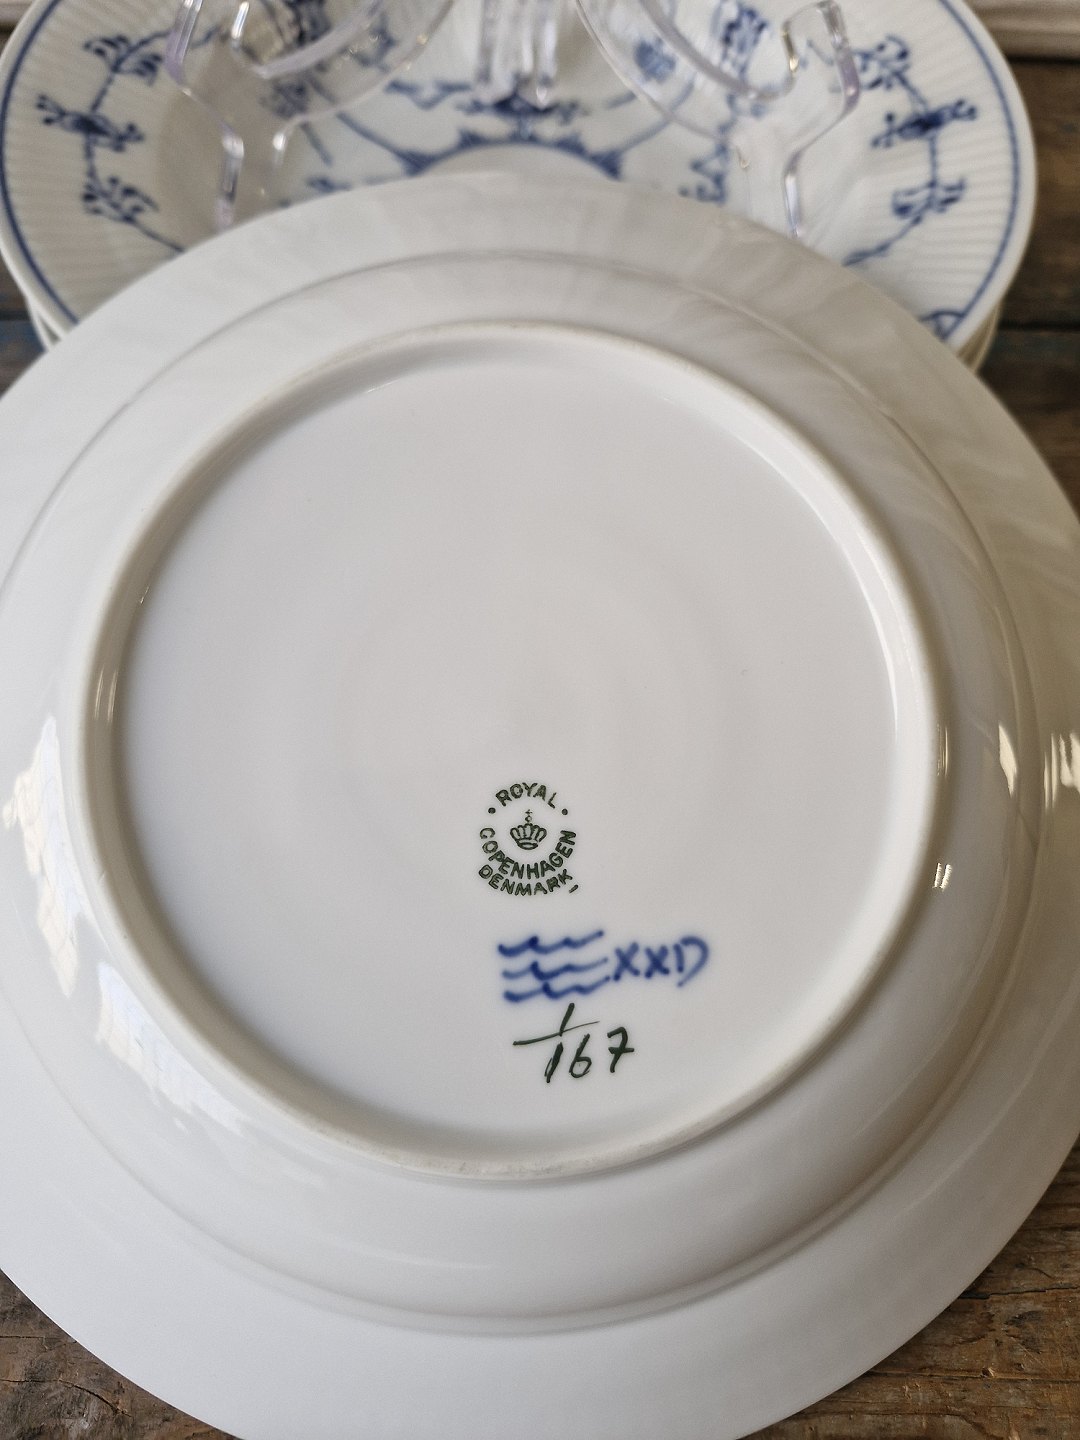 ROYAL
COPENHAGEN
DENMARK
XXD
1/167